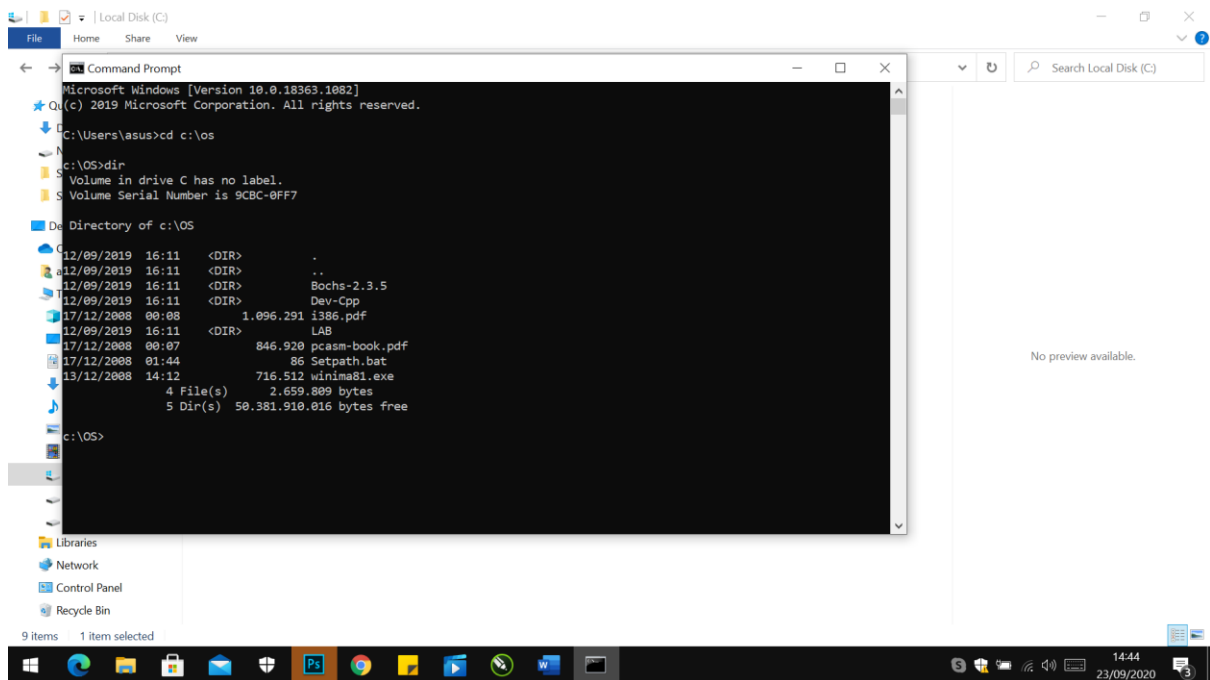 Local Disk (C:)
File Home Share View
Search Local Disk (C:)
Command Prompt
Microsoft Windows [Version 10.0.18363.1082]
(c) 2019 Microsoft Corporation. All rights reserved.
C:\Users\asus>cd c:\os
c:\OS>dir
Volume in drive C has no label.
Volume Serial Number is 9CBC-0FF7
Directory of c:\OS
12/09/2019 16:11 <DIR> .
12/09/2019 16:11 <DIR> ..
12/09/2019 16:11 <DIR> Bochs-2.3.5
12/09/2019 16:11 <DIR> Dev-Cpp
17/12/2008 00:08 1.096.291 i386.pdf
12/09/2019 16:11 <DIR> LAB
17/12/2008 00:07 846.920 pcasm-book.pdf
17/12/2008 01:44 86 Setpath.bat
13/12/2008 14:12 716.512 winima81.exe
4 File(s) 2.659.809 bytes
5 Dir(s) 50.381.910.016 bytes free
c:\OS>
No preview available.
Libraries
Network
Control Panel
Recycle Bin
9 items 1 item selected
Ps
14:44
23/09/2020
3